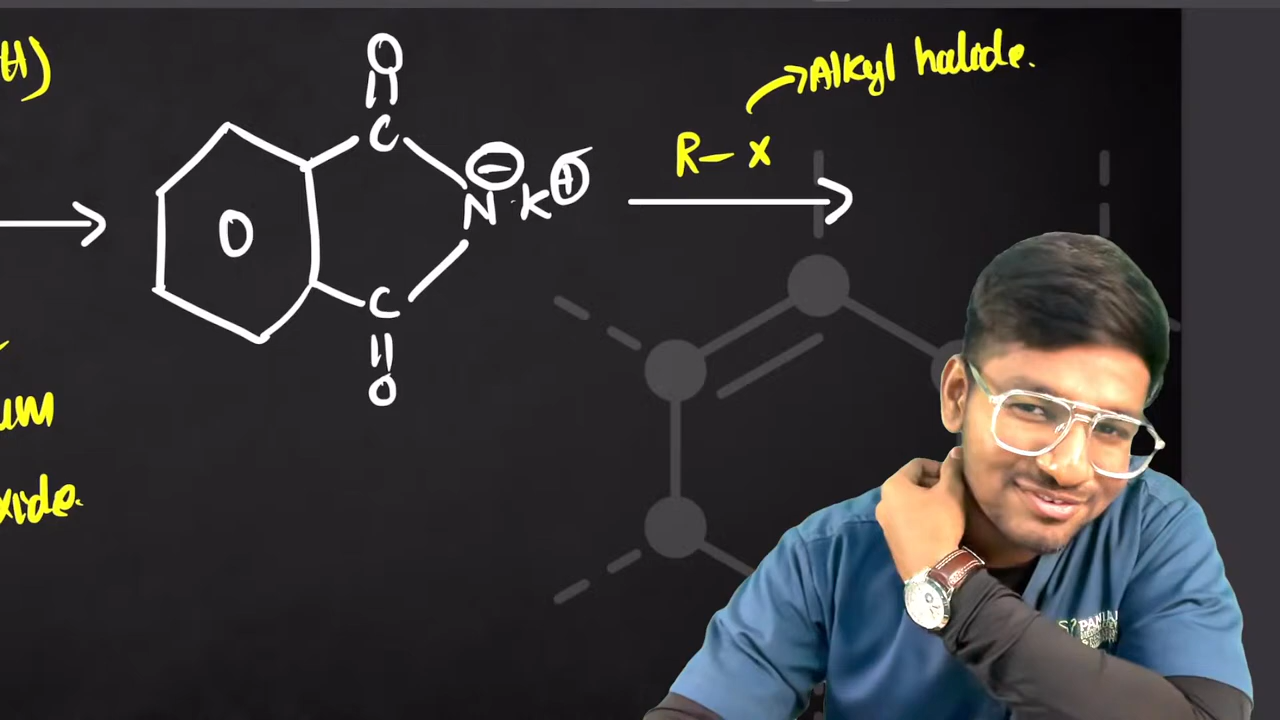 H)
O
C
Alkyl halide.
R-X
N⊖ K⊕
O
C
O
um
xide.